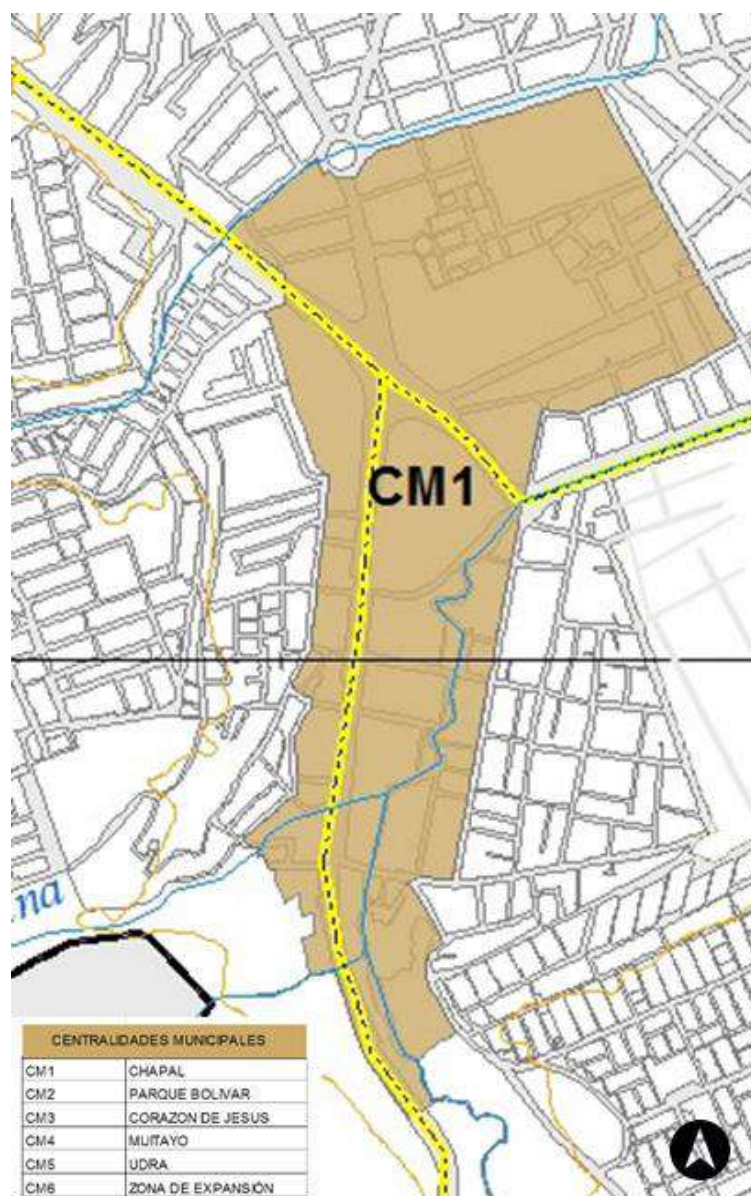 CM1
na
CENTRALIDADES MUNICIPALES
CM1 CHAPAL
CM2 PARQUE BOLIVAR
CM3 CORAZON DE JESUS
CM4 MIJITAYO
CM5 UDRA
CM6 ZONA DE EXPANSIÓN